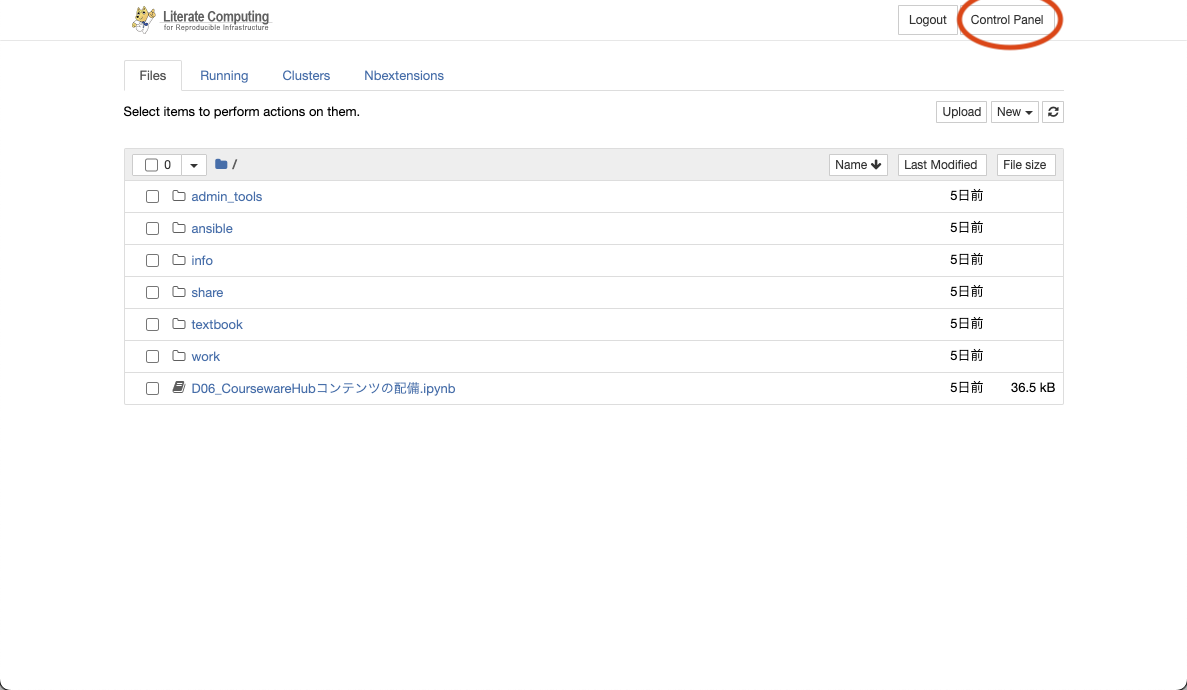 Literate Computing
for Reproducible Infrastructure
Logout Control Panel
Files Running Clusters Nbextensions
Select items to perform actions on them.
Upload New
0 / Name Last Modified File size
admin_tools 5日前
ansible 5日前
info 5日前
share 5日前
textbook 5日前
work 5日前
D06_CoursewareHubコンテンツの配備.ipynb 5日前 36.5 kB